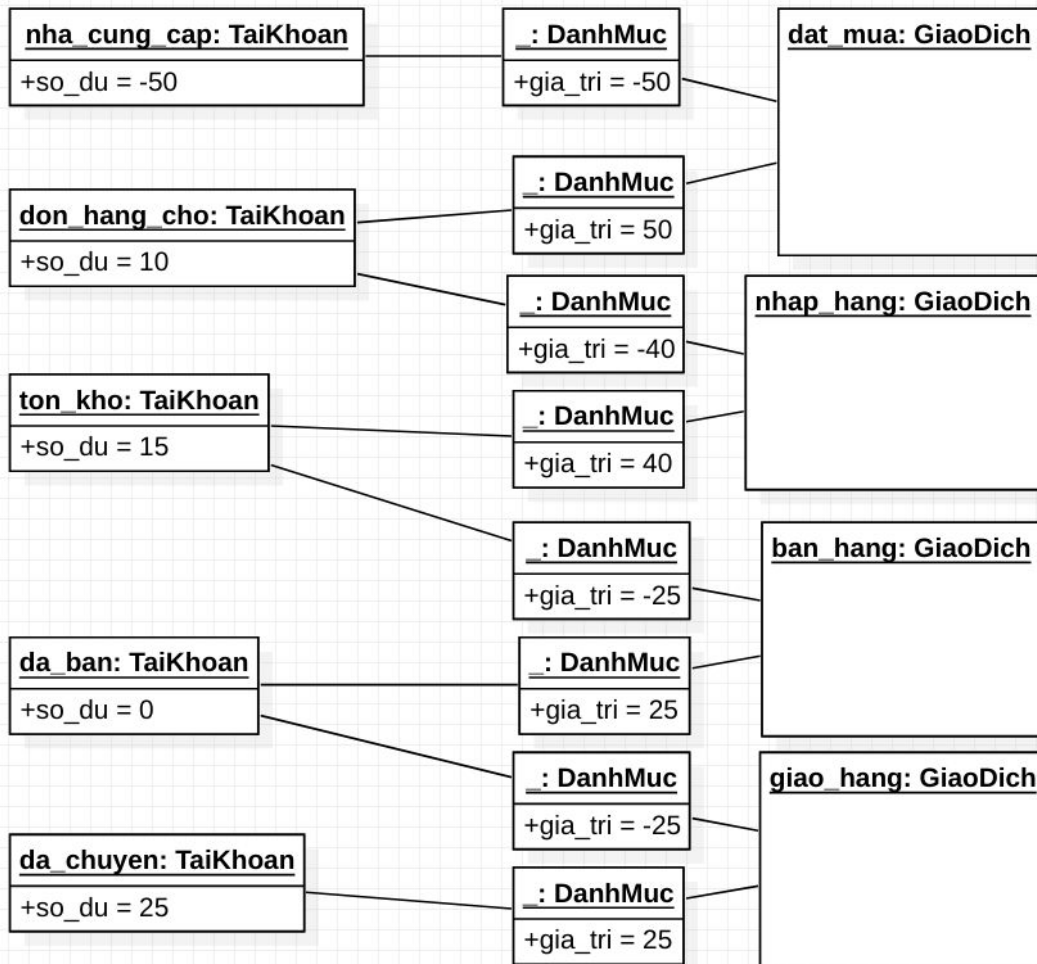 nha_cung_cap: TaiKhoan
+so_du = -50
_: DanhMuc
+gia_tri = -50
dat_mua: GiaoDich
_: DanhMuc
+gia_tri = 50
don_hang_cho: TaiKhoan
+so_du = 10
_: DanhMuc
+gia_tri = -40
nhap_hang: GiaoDich
ton_kho: TaiKhoan
+so_du = 15
_: DanhMuc
+gia_tri = 40
_: DanhMuc
+gia_tri = -25
ban_hang: GiaoDich
da_ban: TaiKhoan
+so_du = 0
_: DanhMuc
+gia_tri = 25
_: DanhMuc
+gia_tri = -25
giao_hang: GiaoDich
da_chuyen: TaiKhoan
+so_du = 25
_: DanhMuc
+gia_tri = 25